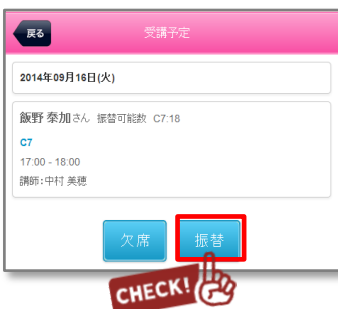 戻る
受講予定
2014年09月16日(火)
飯野 泰加さん 振替可能数 C7:18
C7
17:00 - 18:00
講師:中村 美穂
欠席
振替
CHECK!